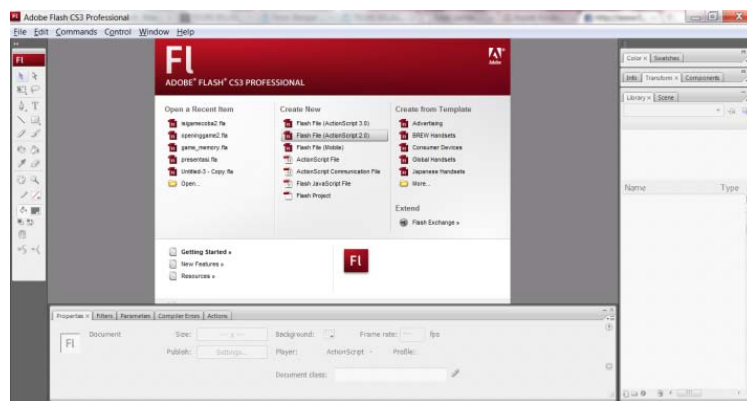 Adobe Flash CS3 Professional
File Edit Commands Control Window Help
Fl
Fl
Adobe
ADOBE® FLASH® CS3 PROFESSIONAL
Color × Swatches
Info Transform × Components
Library × Scene
Open a Recent Item
Create New
Create from Template
Flash File (ActionScript 3.0)
Advertising
openinggame2.fla
Flash File (ActionScript 2.0)
BREW Handsets
game_memory.fla
Flash File (Mobile)
Consumer Devices
presentasi.fla
ActionScript File
Global Handsets
Untitled-3 - Copy.fla
ActionScript Communication File
Japanese Handsets
Open...
Flash JavaScript File
More...
Flash Project
Extend
Flash Exchange »
Name Type
Getting Started »
New Features »
Resources »
Fl
Properties × Filters Parameters Compiler Errors Actions
Fl
Document
Size:
Background:
Frame rate:
fps
Publish:
Settings...
Player:
ActionScript
Profile:
Document class: